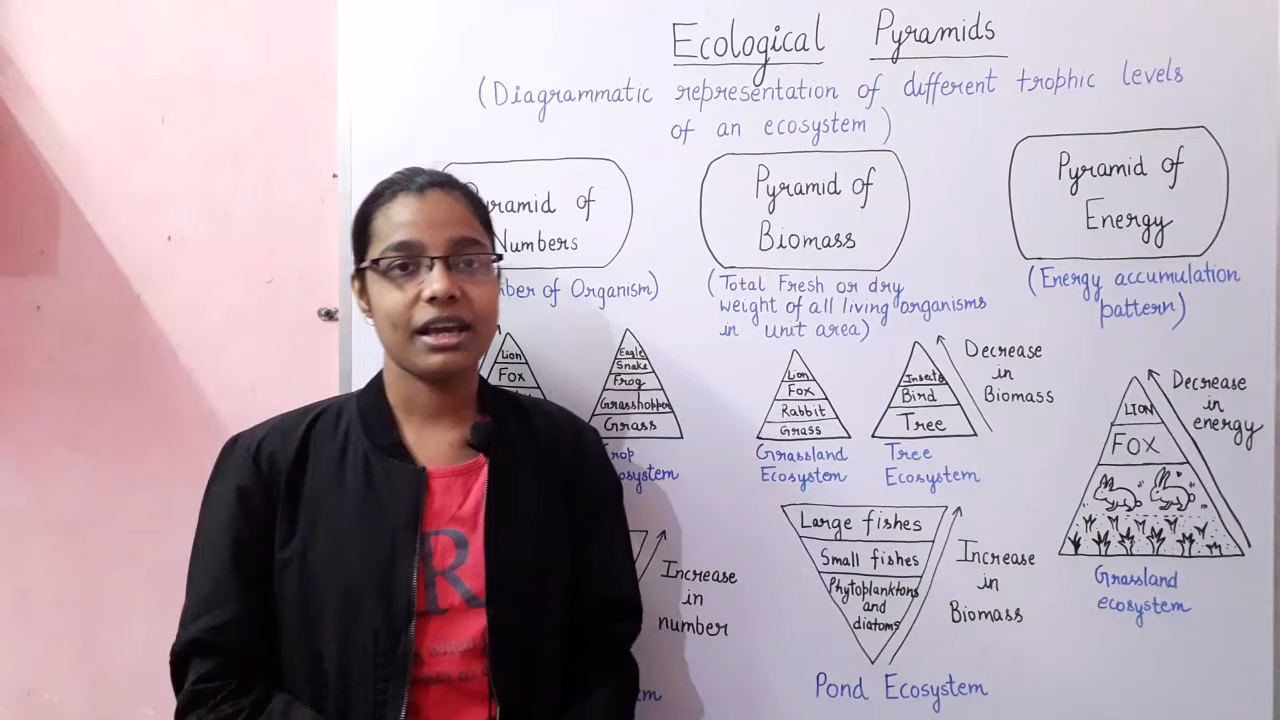 Ecological Pyramids
(Diagrammatic representation of different trophic levels
of an ecosystem)
of
Numbers
of Organism)
Lion
Fox
Eagle
Snake
Frog
Grasshopper
Grass
Pyramid of
Biomass
(Total Fresh or dry
weight of all living organisms
in unit area)
Lion
Fox
Rabbit
Grass
Grassland
Ecosystem
Insects
Bird
Tree
Tree
Ecosystem
Decrease
in
Biomass
Pyramid of
Energy
(Energy accumulation
pattern)
LION
FOX
Decrease
in
energy
Grassland
ecosystem
Increase
in
number
Large fishes
Small fishes
Phytoplanktons
and
diatoms
Increase
in
Biomass
Pond Ecosystem
R